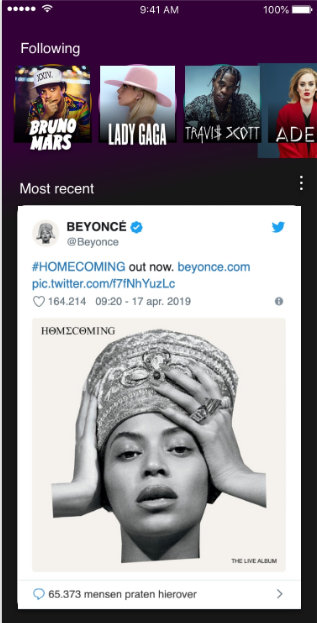 9:41 AM 100%
Following
XXIV.
BRUNO
MARS
LADY GAGA
TRAVI$ SCOTT
ADE
Most recent
BEYONCÉ
@Beyonce
#HOMECOMING out now. beyonce.com
pic.twitter.com/f7fNhYuzLc
164.214 09:20 - 17 apr. 2019
HOMΣCOMING
THE LIVE ALBUM
65.373 mensen praten hierover